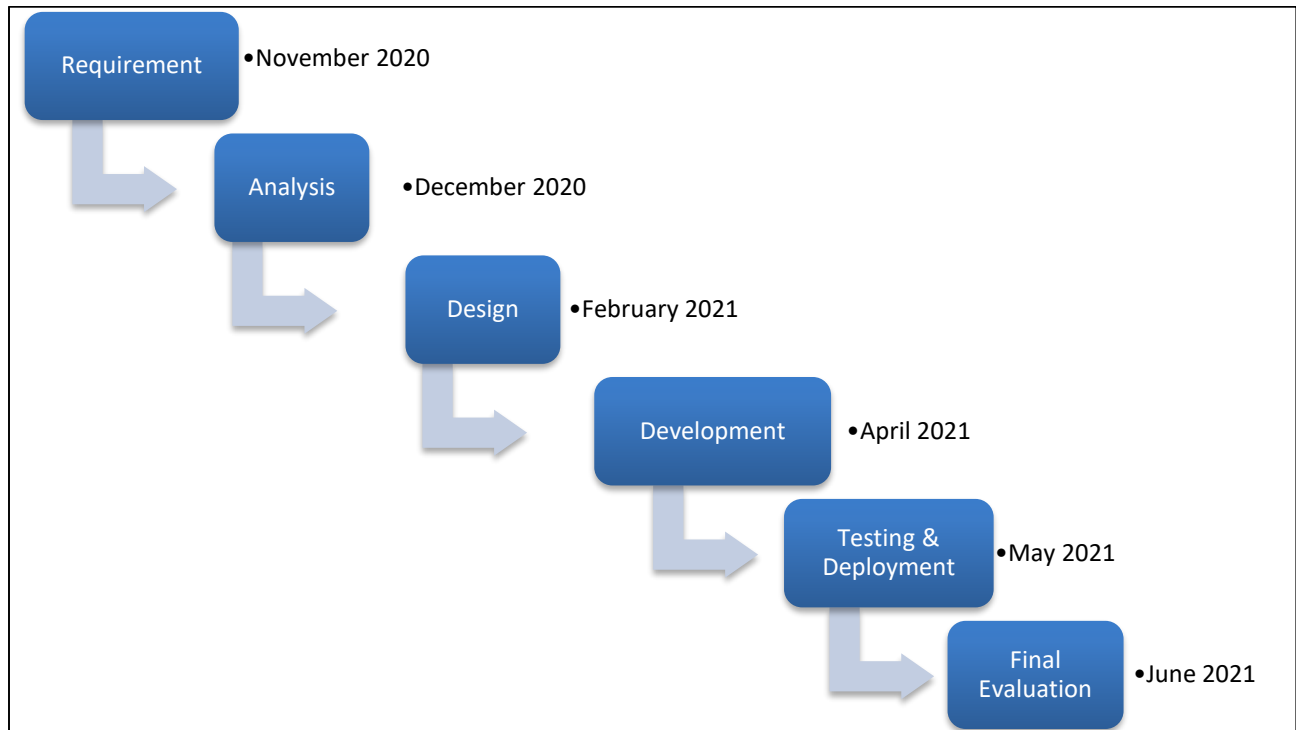 Requirement
•November 2020
Analysis
•December 2020
Design
•February 2021
Development
•April 2021
Testing &
Deployment
•May 2021
Final
Evaluation
•June 2021